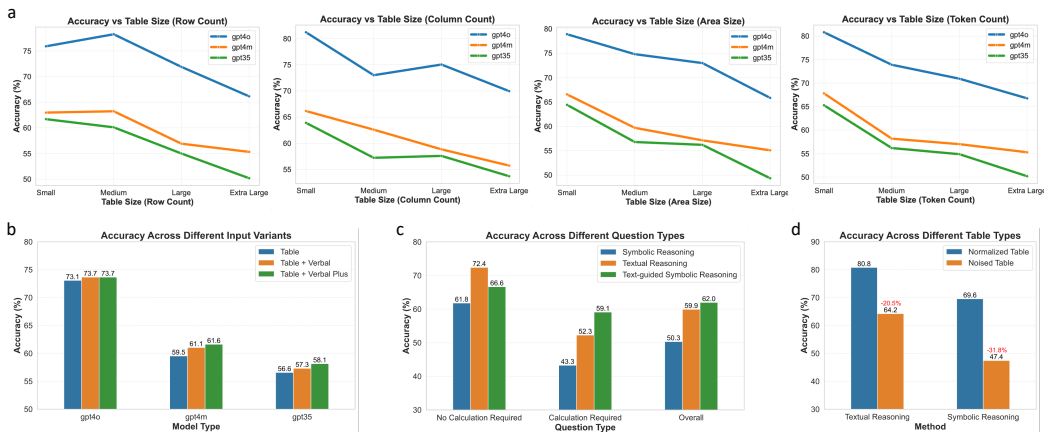 a
Accuracy vs Table Size (Row Count)
gpt4o
gpt4m
gpt35
Accuracy (%)
75
70
65
60
55
50
Small Medium Large Extra Large
Table Size (Row Count)
Accuracy vs Table Size (Column Count)
gpt4o
gpt4m
gpt35
Accuracy (%)
80
75
70
65
60
55
Small Medium Large Extra Large
Table Size (Column Count)
Accuracy vs Table Size (Area Size)
gpt4o
gpt4m
gpt35
Accuracy (%)
80
75
70
65
60
55
50
Small Medium Large Extra Large
Table Size (Area Size)
Accuracy vs Table Size (Token Count)
gpt4o
gpt4m
gpt35
Accuracy (%)
80
75
70
65
60
55
50
Small Medium Large Extra Large
Table Size (Token Count)
b
Accuracy Across Different Input Variants
Table
Table + Verbal
Table + Verbal Plus
Accuracy (%)
80
75
70
65
60
55
50
73.1 73.7 73.7
59.5 61.1 61.6
56.6 57.3 58.1
gpt4o gpt4m gpt35
Model Type
c
Accuracy Across Different Question Types
Symbolic Reasoning
Textual Reasoning
Text-guided Symbolic Reasoning
Accuracy (%)
90
80
70
60
50
40
30
61.8 72.4 66.6
43.3 52.3 59.1
50.3 59.9 62.0
No Calculation Required Calculation Required Overall
Question Type
d
Accuracy Across Different Table Types
Normalized Table
Noised Table
Accuracy (%)
90
80
70
60
50
40
30
80.8
-20.5%
64.2
69.6
-31.8%
47.4
Textual Reasoning Symbolic Reasoning
Method